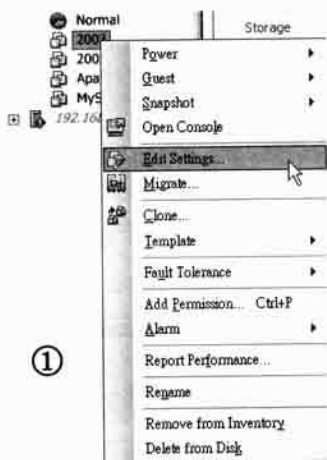 Normal
Storage
200
Apa
MyS
192.16
Power
Guest
Snapshot
Open Console
Edit Settings...
Migrate...
Clone...
Template
Fault Tolerance
Add Permission... Ctrl+P
Alarm
Report Performance...
Rename
Remove from Inventory
Delete from Disk
①